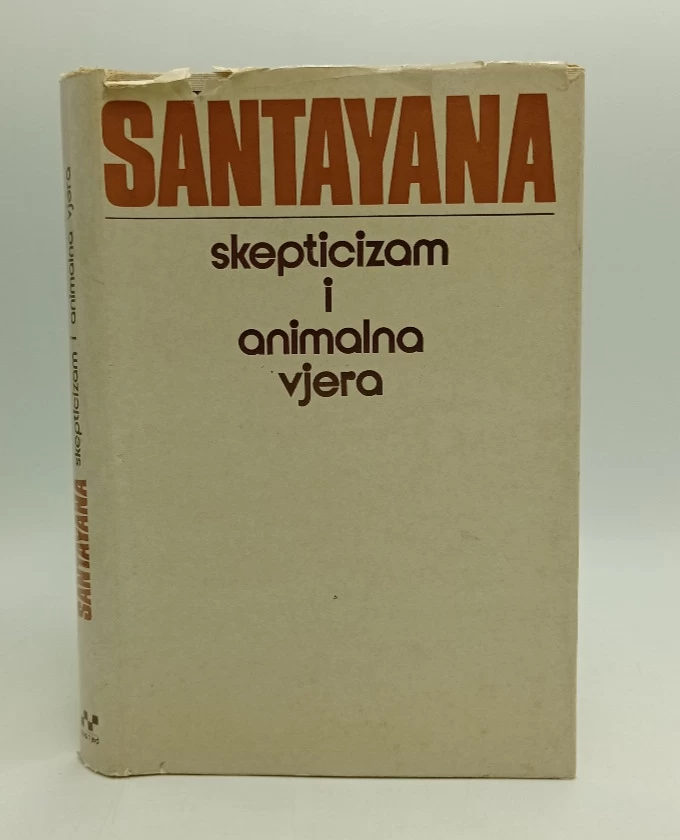 SANTAYANA
skepticizam
i
animalna
vjera
SANTAYANA skepticizam i animalna vjera